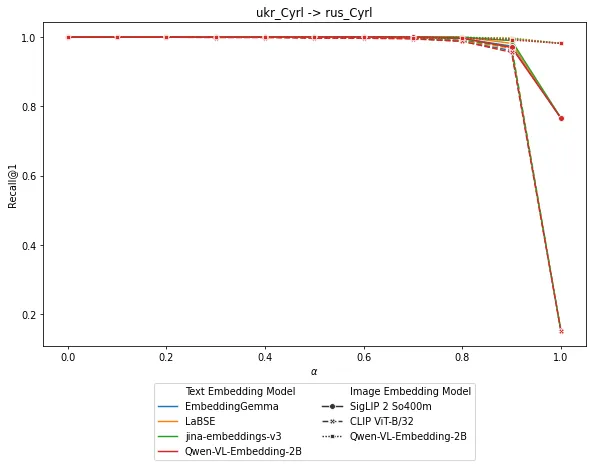 ukr_Cyrl -> rus_Cyrl
1.0
0.8
0.6
0.4
0.2
Recall@1
0.0 0.2 0.4 0.6 0.8 1.0
α
Text Embedding Model Image Embedding Model
EmbeddingGemma SigLIP 2 So400m
LaBSE CLIP ViT-B/32
jina-embeddings-v3 Qwen-VL-Embedding-2B
Qwen-VL-Embedding-2B